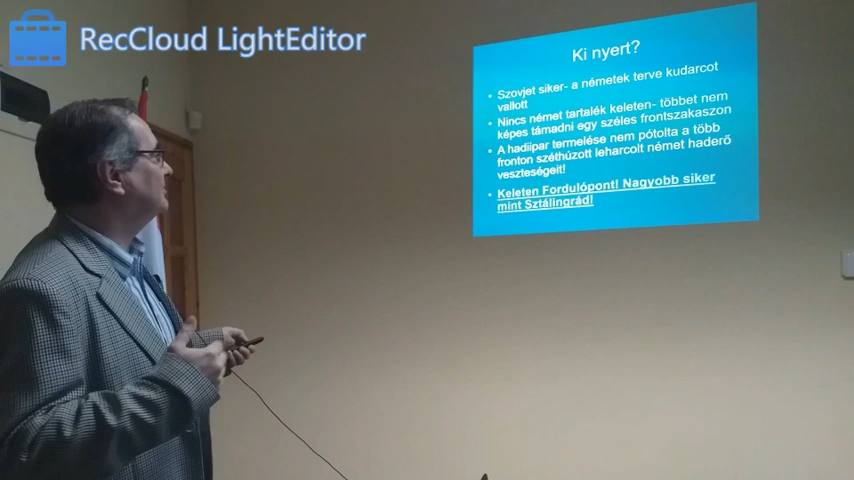 RecCloud LightEditor
Ki nyert?
• Szovjet siker- a németek terve kudarcot
vallott
• Nincs német tartalék keleten- többet nem
képes támadni egy széles frontszakaszon
• A hadiipar termelése nem pótolta a több
fronton széthúzott leharcolt német haderő
veszteségeit!
• Keleten Fordulópont! Nagyobb siker
mint Sztálingrád!